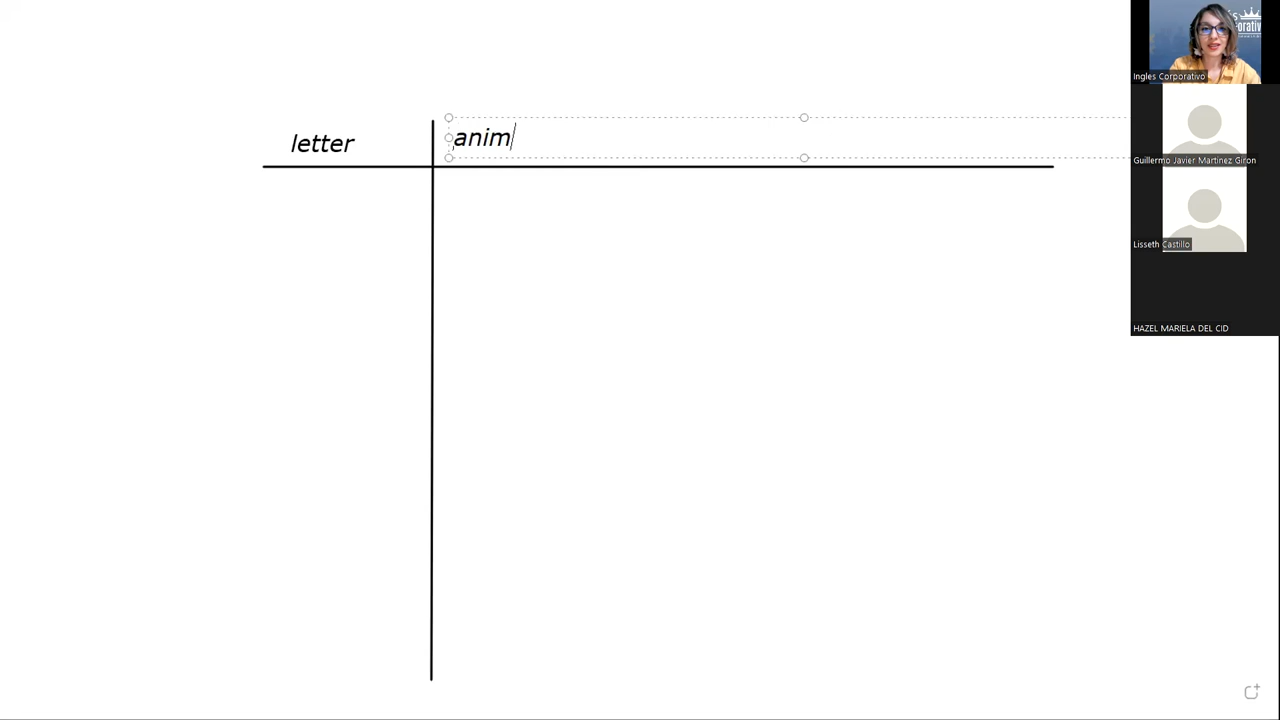 letter
anim
Ingles Corporativo
Guillermo Javier Martinez Giron
Lisseth Castillo
HAZEL MARIELA DEL CID